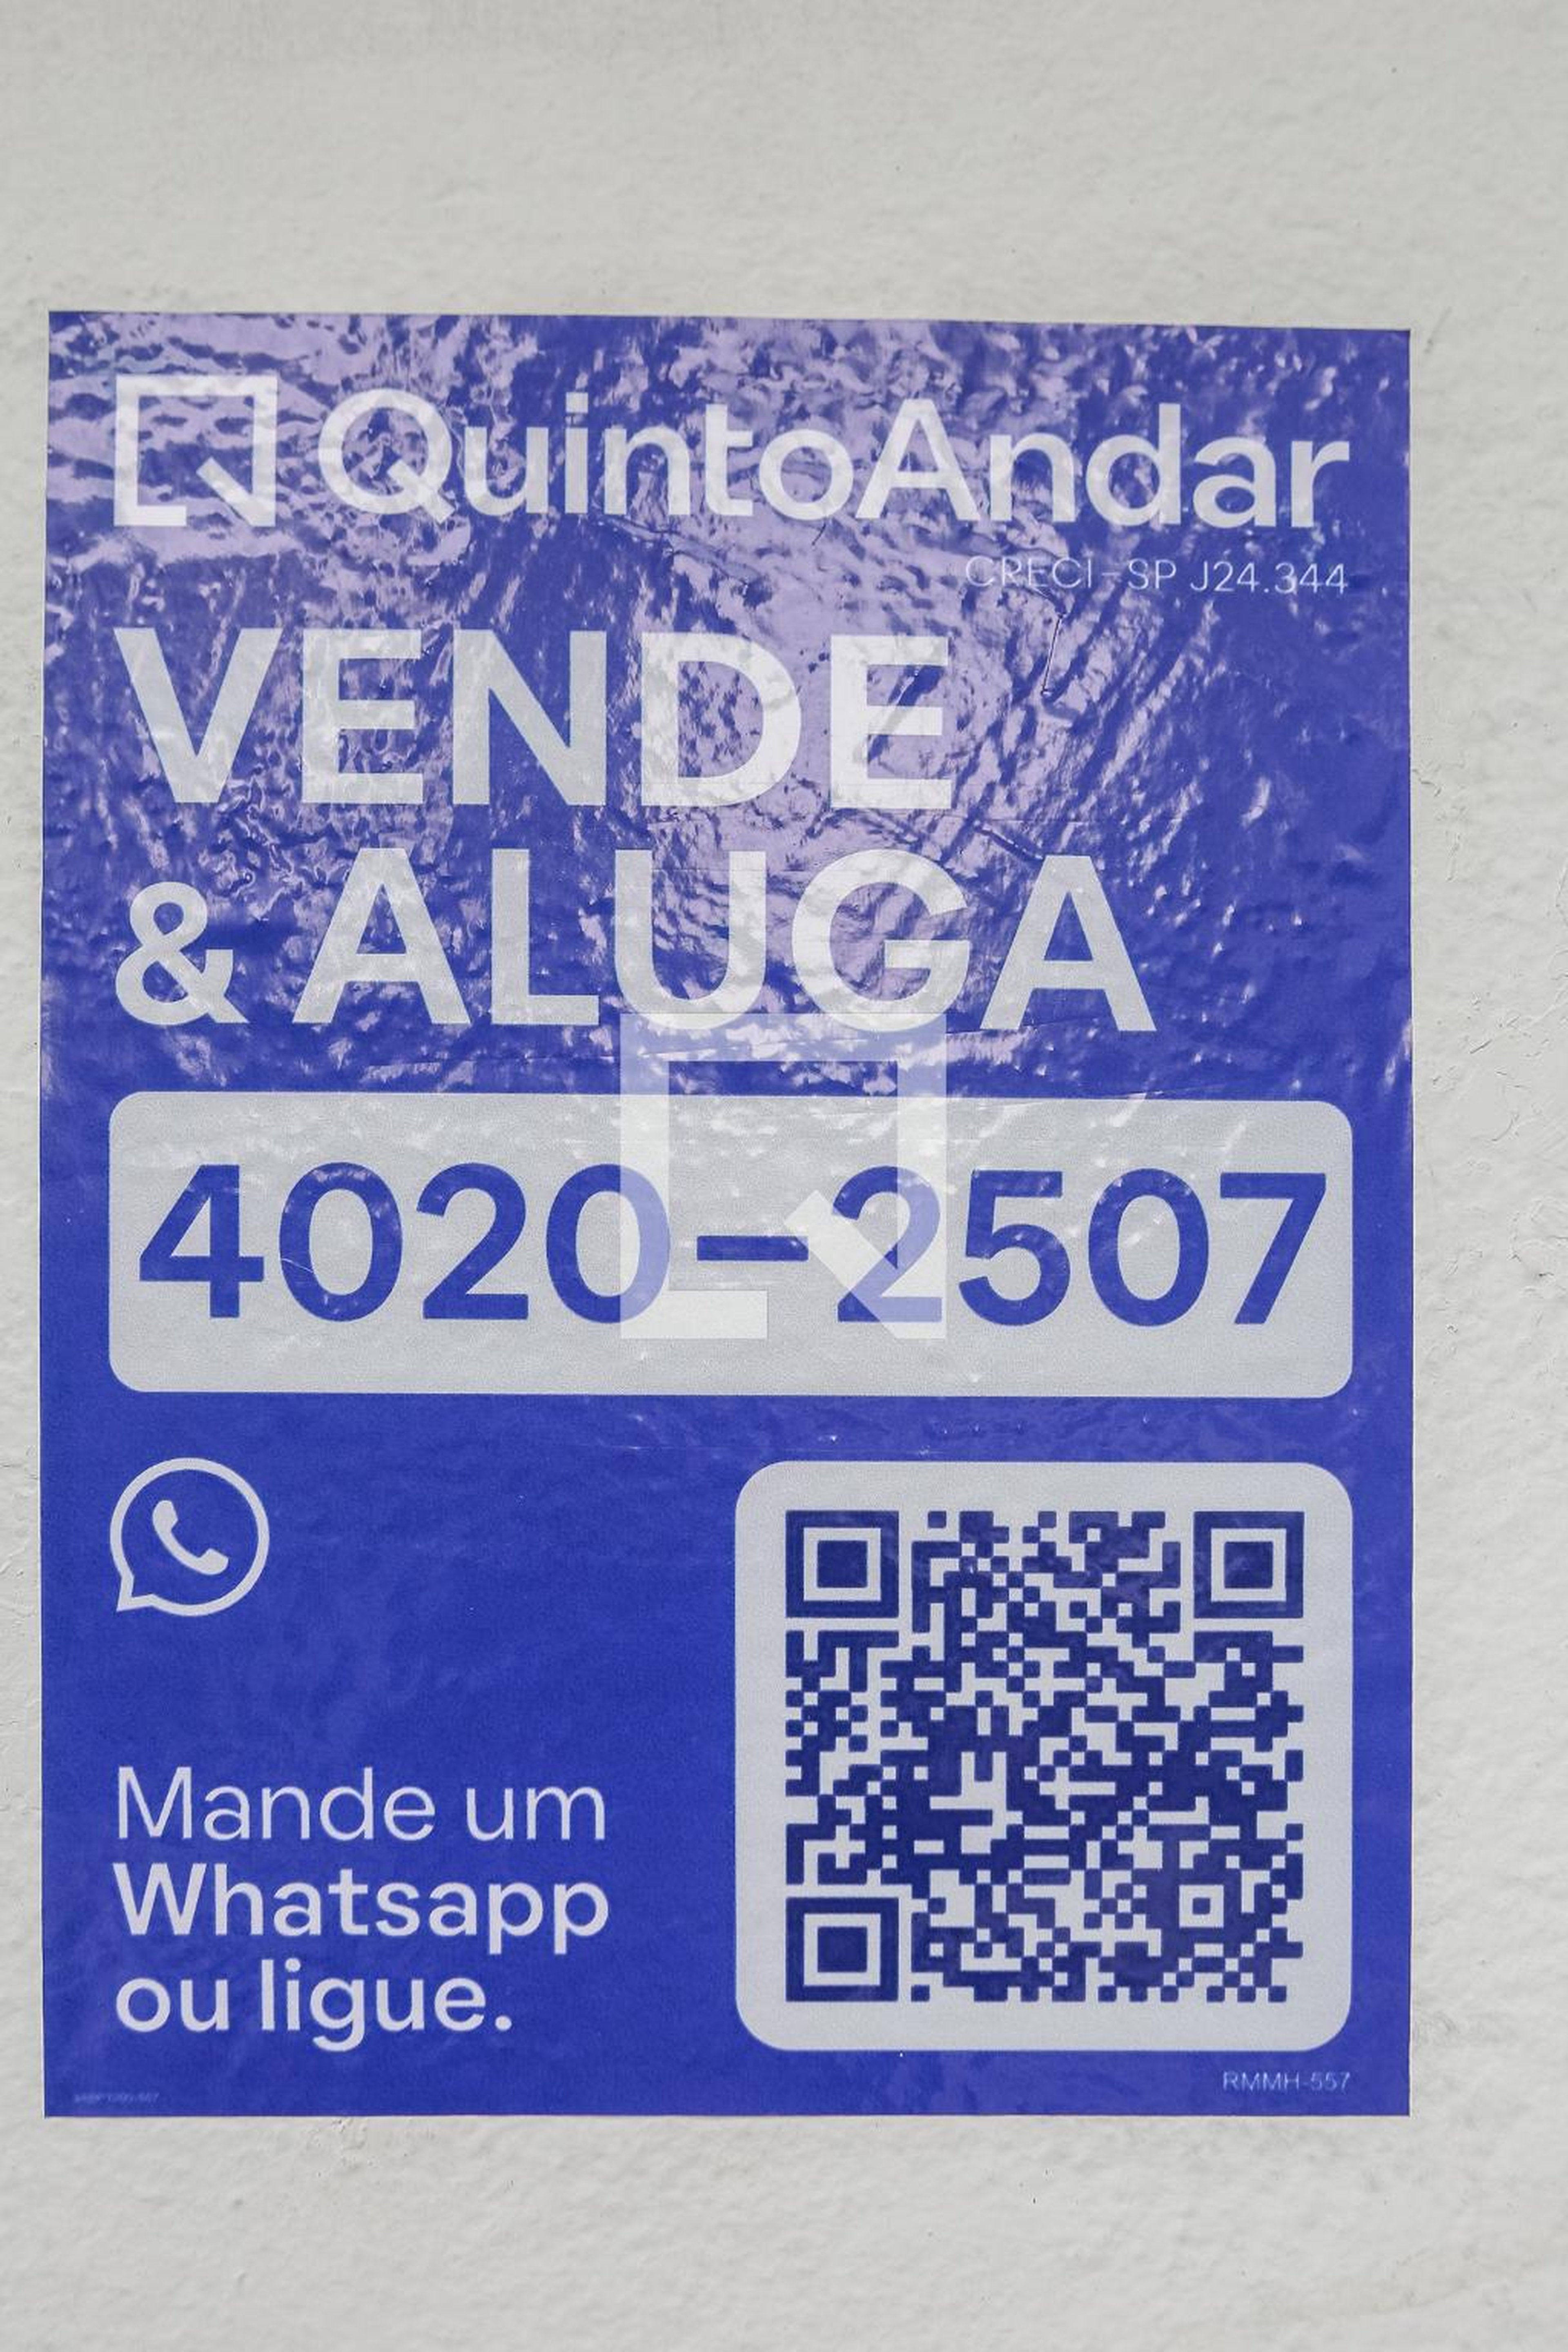 QuintoAndar
CRECI-SP J24.344
VENDE
& ALUGA
4020-2507
Mande um
Whatsapp
ou ligue.
RMMH-557